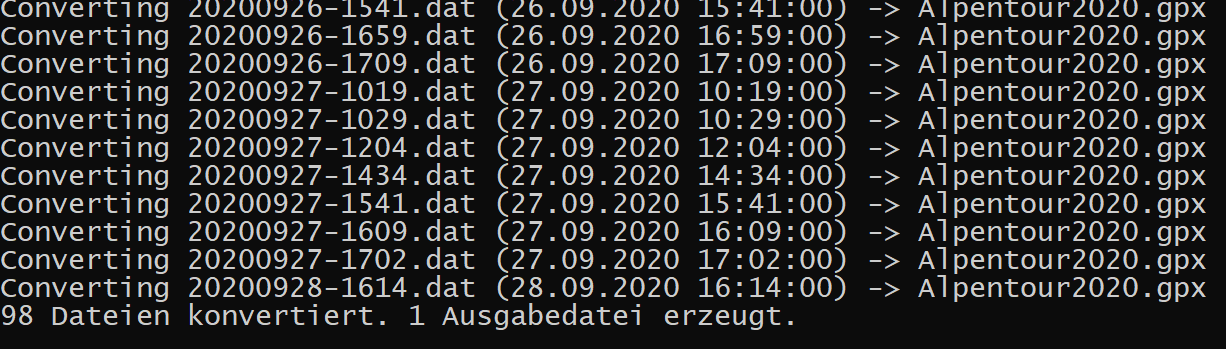 Converting 20200926-1541.dat (26.09.2020 15:41:00) -> Alpentour2020.gpx
Converting 20200926-1659.dat (26.09.2020 16:59:00) -> Alpentour2020.gpx
Converting 20200926-1709.dat (26.09.2020 17:09:00) -> Alpentour2020.gpx
Converting 20200927-1019.dat (27.09.2020 10:19:00) -> Alpentour2020.gpx
Converting 20200927-1029.dat (27.09.2020 10:29:00) -> Alpentour2020.gpx
Converting 20200927-1204.dat (27.09.2020 12:04:00) -> Alpentour2020.gpx
Converting 20200927-1434.dat (27.09.2020 14:34:00) -> Alpentour2020.gpx
Converting 20200927-1541.dat (27.09.2020 15:41:00) -> Alpentour2020.gpx
Converting 20200927-1609.dat (27.09.2020 16:09:00) -> Alpentour2020.gpx
Converting 20200927-1702.dat (27.09.2020 17:02:00) -> Alpentour2020.gpx
Converting 20200928-1614.dat (28.09.2020 16:14:00) -> Alpentour2020.gpx
98 Dateien konvertiert. 1 Ausgabedatei erzeugt.